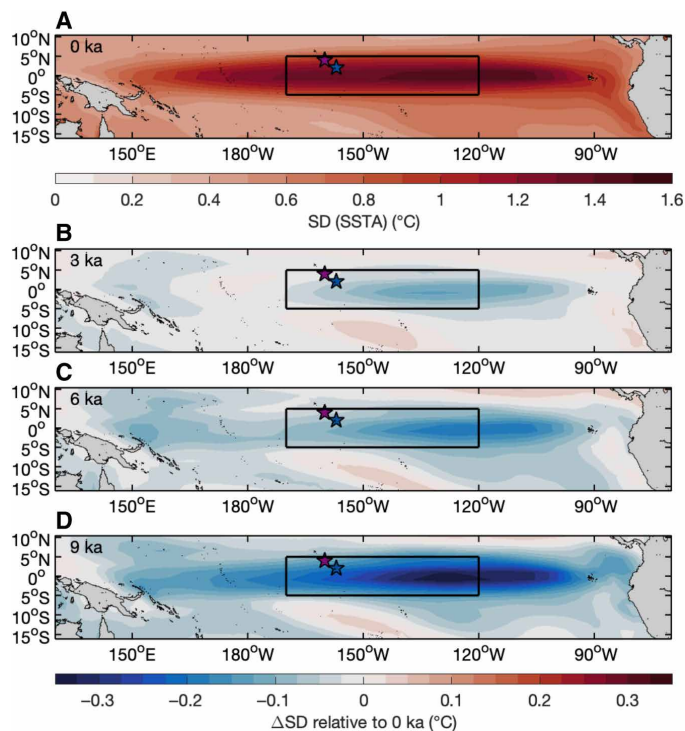 A
10°N
5°N
0°
5°S
10°S
15°S
0 ka
150°E 180°W 150°W 120°W 90°W
0 0.2 0.4 0.6 0.8 1 1.2 1.4 1.6
SD (SSTA) (°C)
B
10°N
5°N
0°
5°S
10°S
15°S
3 ka
150°E 180°W 150°W 120°W 90°W
C
10°N
5°N
0°
5°S
10°S
15°S
6 ka
150°E 180°W 150°W 120°W 90°W
D
10°N
5°N
0°
5°S
10°S
15°S
9 ka
150°E 180°W 150°W 120°W 90°W
−0.3 −0.2 −0.1 0 0.1 0.2 0.3
ΔSD relative to 0 ka (°C)